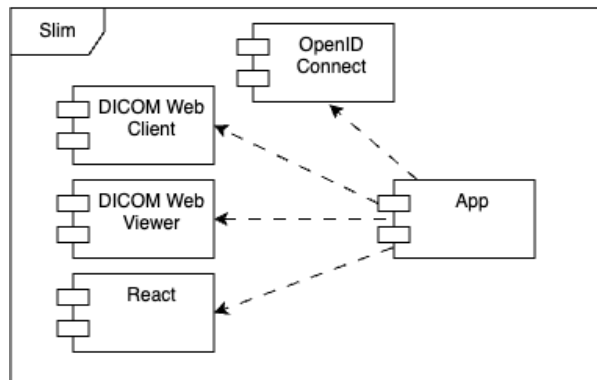 Slim
OpenID
Connect
DICOM Web
Client
DICOM Web
Viewer
App
React